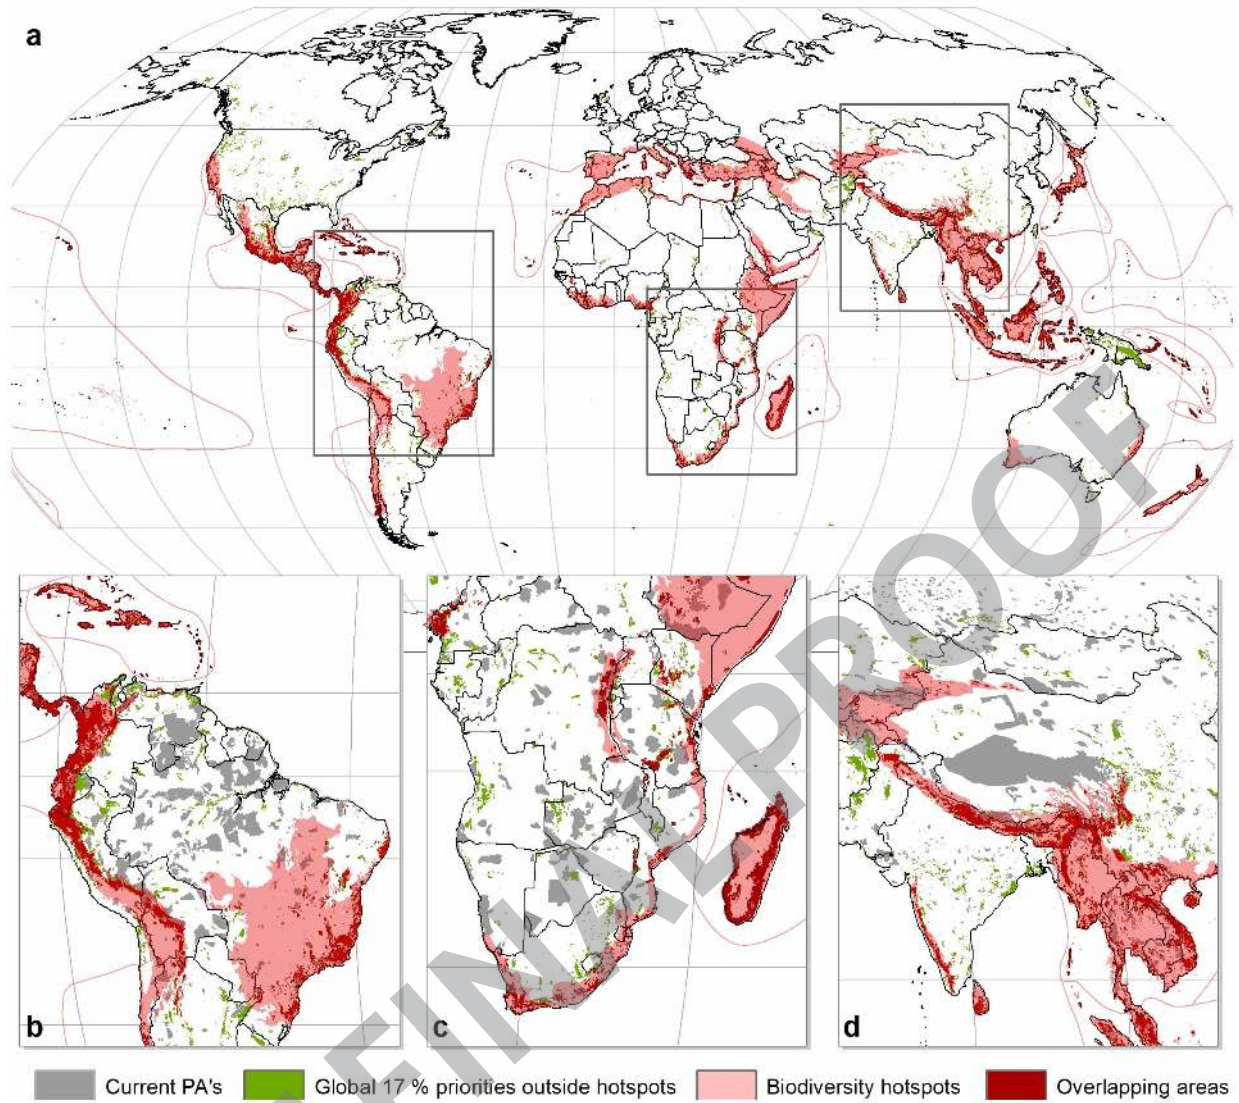 a
b
c
d
FINAL PROOF
Current PA's
Global 17 % priorities outside hotspots
Biodiversity hotspots
Overlapping areas